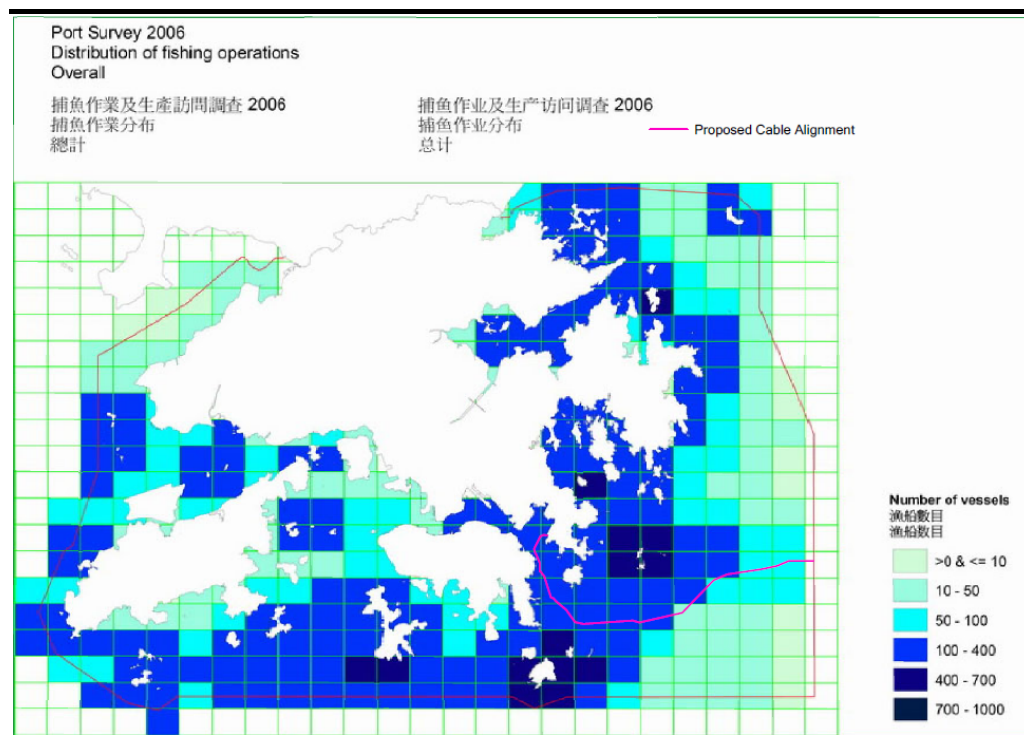 Port Survey 2006
Distribution of fishing operations
Overall
捕魚作業及生產訪問調查 2006
捕魚作業分布
總計
捕鱼作业及生产访问调查 2006
捕鱼作业分布
总计
Proposed Cable Alignment
Number of vessels
漁船數目
渔船数目
>0 & <= 10
10 - 50
50 - 100
100 - 400
400 - 700
700 - 1000